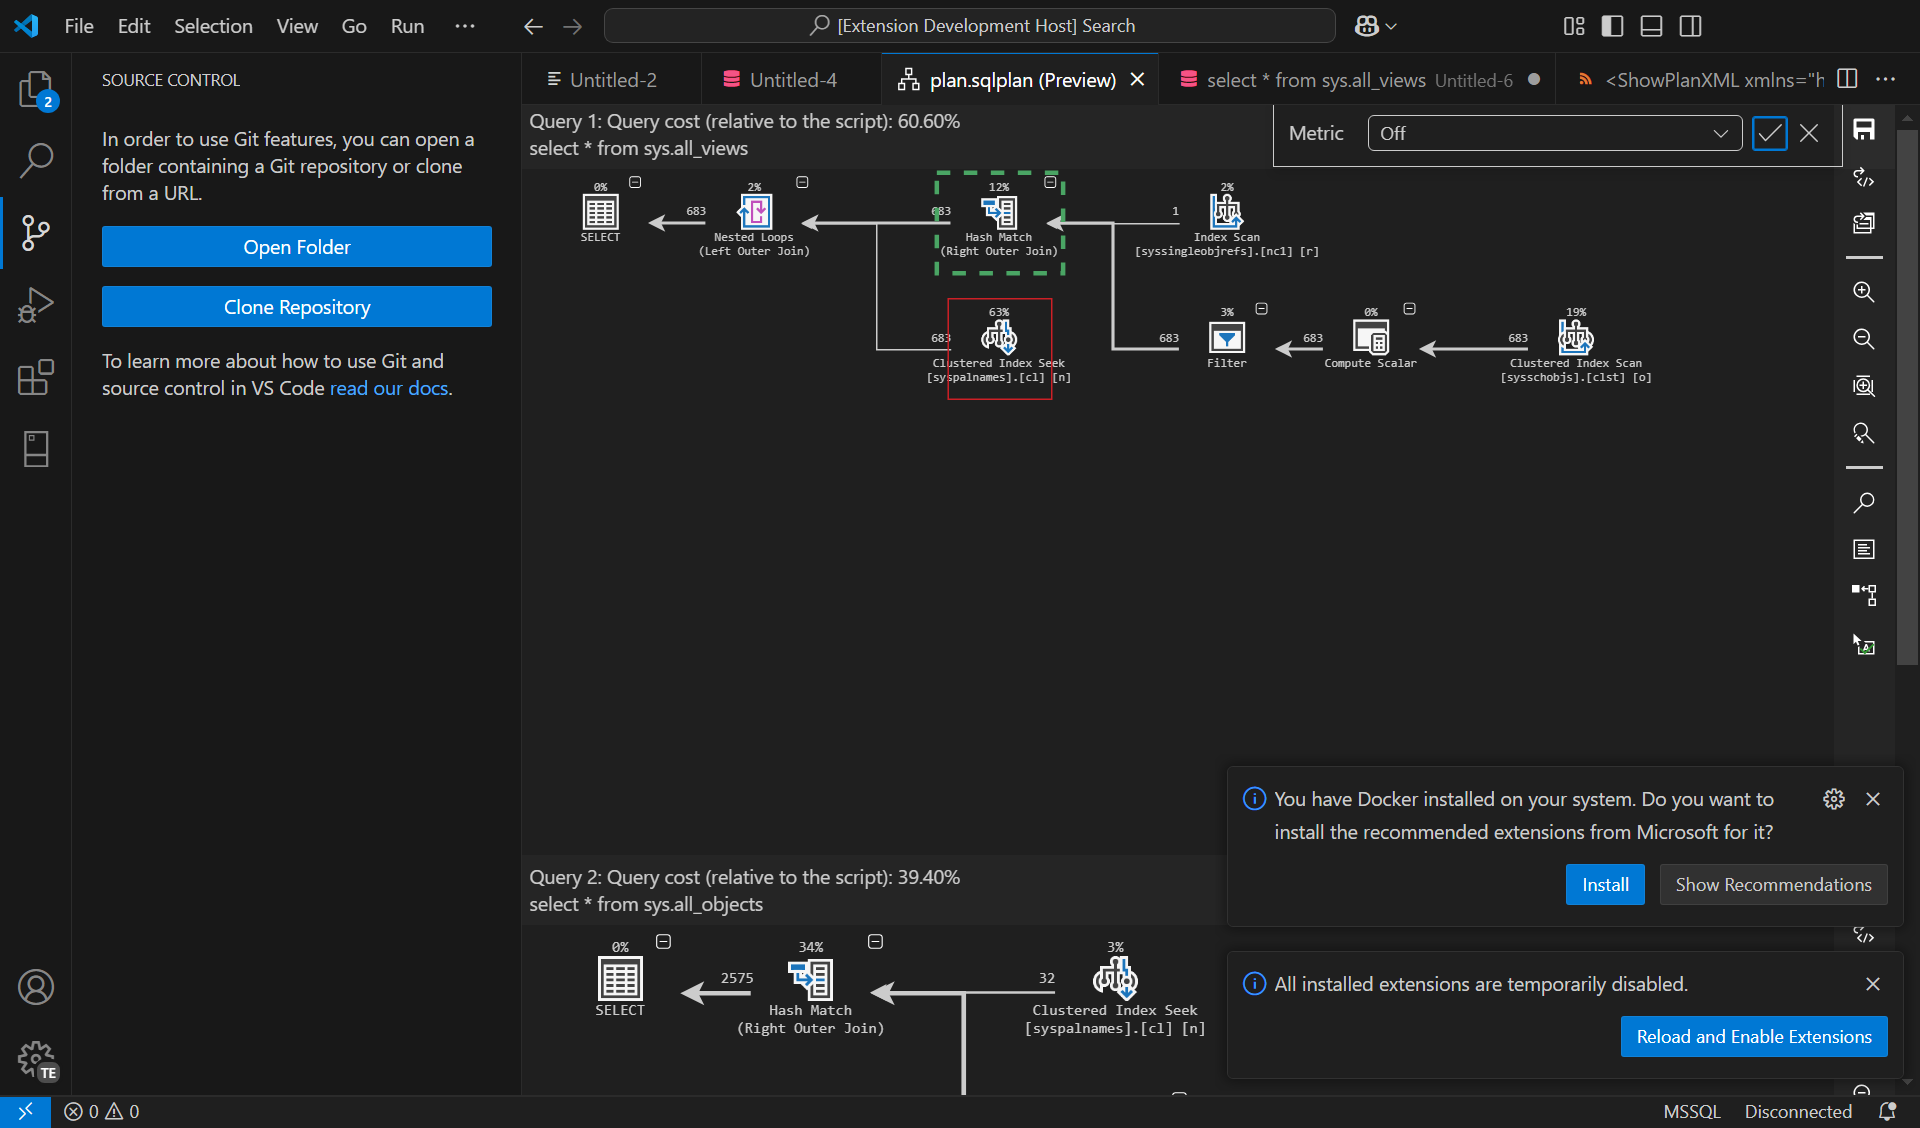 File Edit Selection View Go Run ···
[Extension Development Host] Search
SOURCE CONTROL
2
In order to use Git features, you can open a
folder containing a Git repository or clone
from a URL.
Open Folder
Clone Repository
To learn more about how to use Git and
source control in VS Code read our docs.
TE
Untitled-2
Untitled-4
plan.sqlplan (Preview)
select * from sys.all_views Untitled-6
<ShowPlanXML xmlns="h
Query 1: Query cost (relative to the script): 60.60%
select * from sys.all_views
Metric Off
0%
SELECT
683
2%
Nested Loops
(Left Outer Join)
683
12%
Hash Match
(Right Outer Join)
1
2%
Index Scan
[syssingleobjrefs].[nc1] [r]
683
63%
Clustered Index Seek
[syspalnames].[cl] [n]
683
3%
Filter
683
0%
Compute Scalar
683
19%
Clustered Index Scan
[sysschobjs].[clst] [o]
Query 2: Query cost (relative to the script): 39.40%
select * from sys.all_objects
0%
SELECT
2575
34%
Hash Match
(Right Outer Join)
32
3%
Clustered Index Seek
[syspalnames].[cl] [n]
You have Docker installed on your system. Do you want to
install the recommended extensions from Microsoft for it?
Install
Show Recommendations
All installed extensions are temporarily disabled.
Reload and Enable Extensions
0 0
MSSQL Disconnected